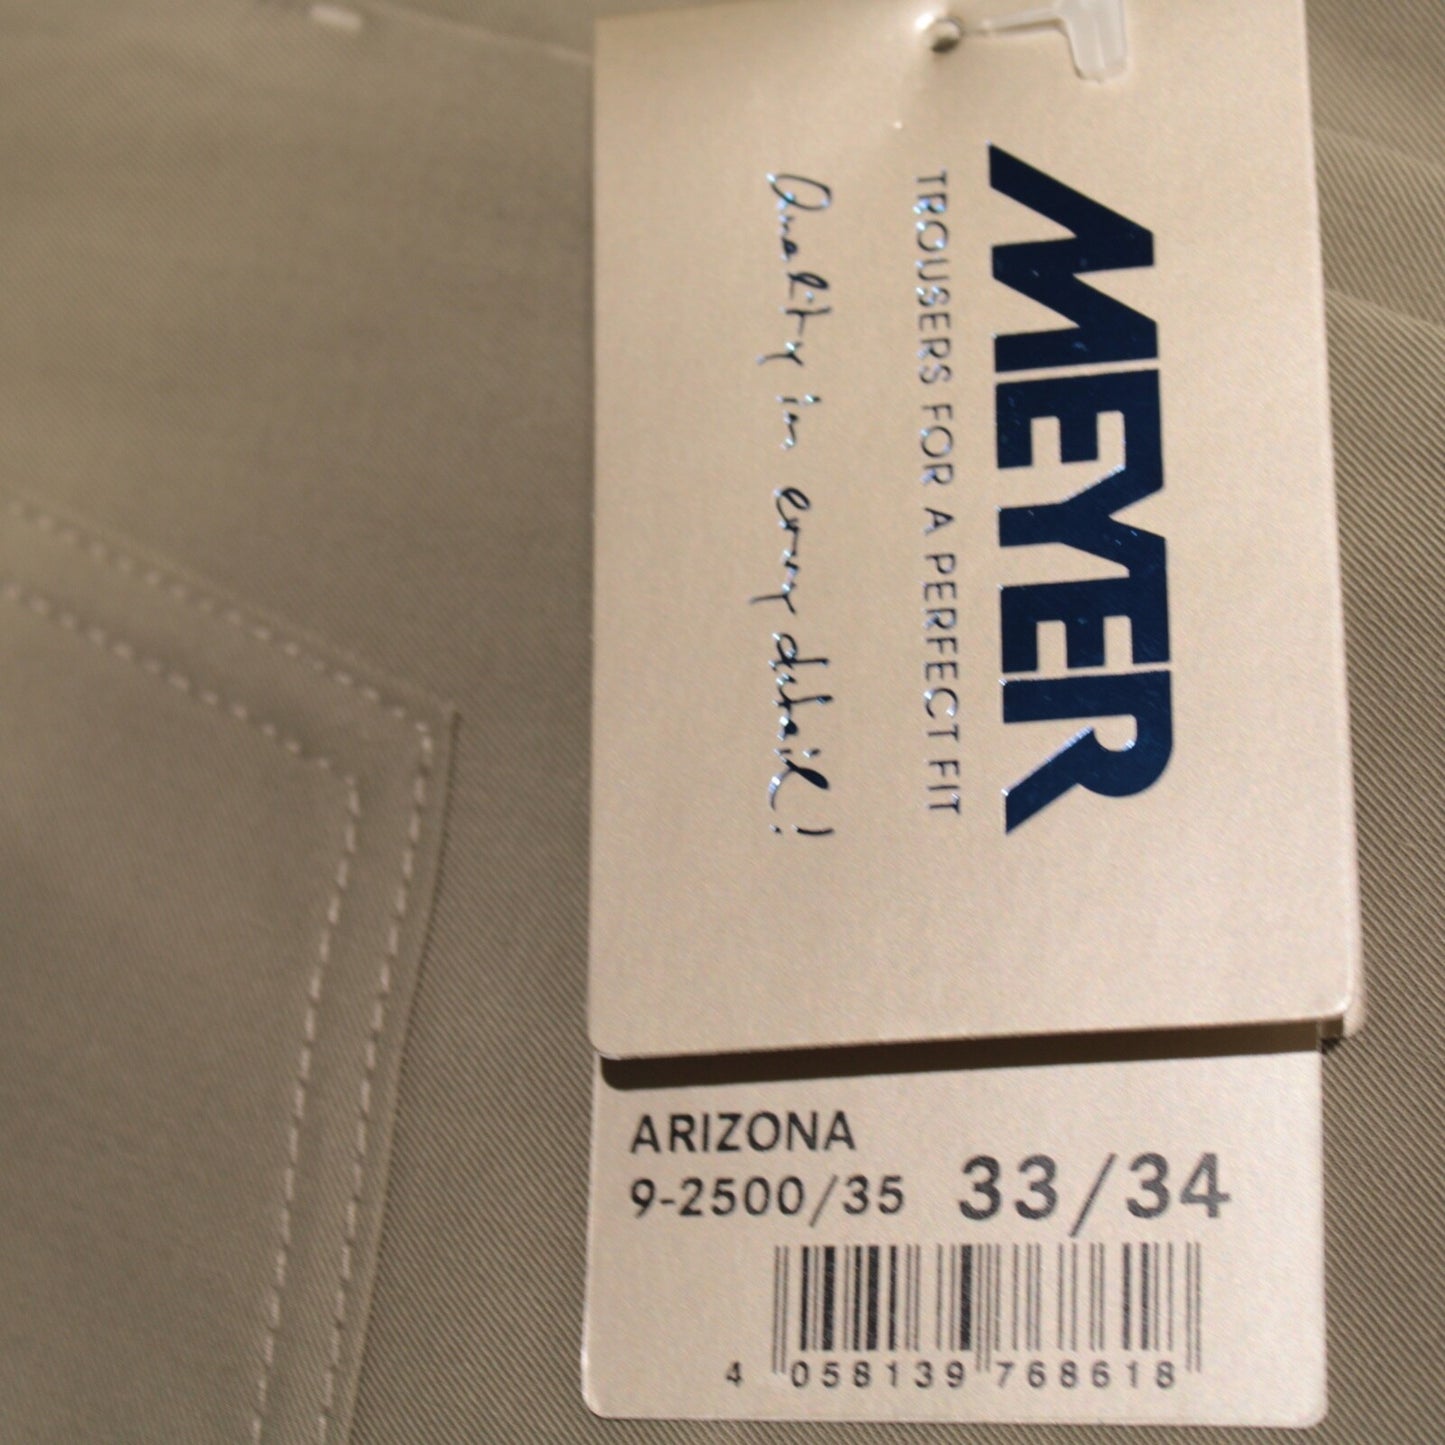 MEYER
TROUSERS FOR A PERFECT FIT
Quality in every detail!
ARIZONA
9-2500/35 33/34
4 058139 768618